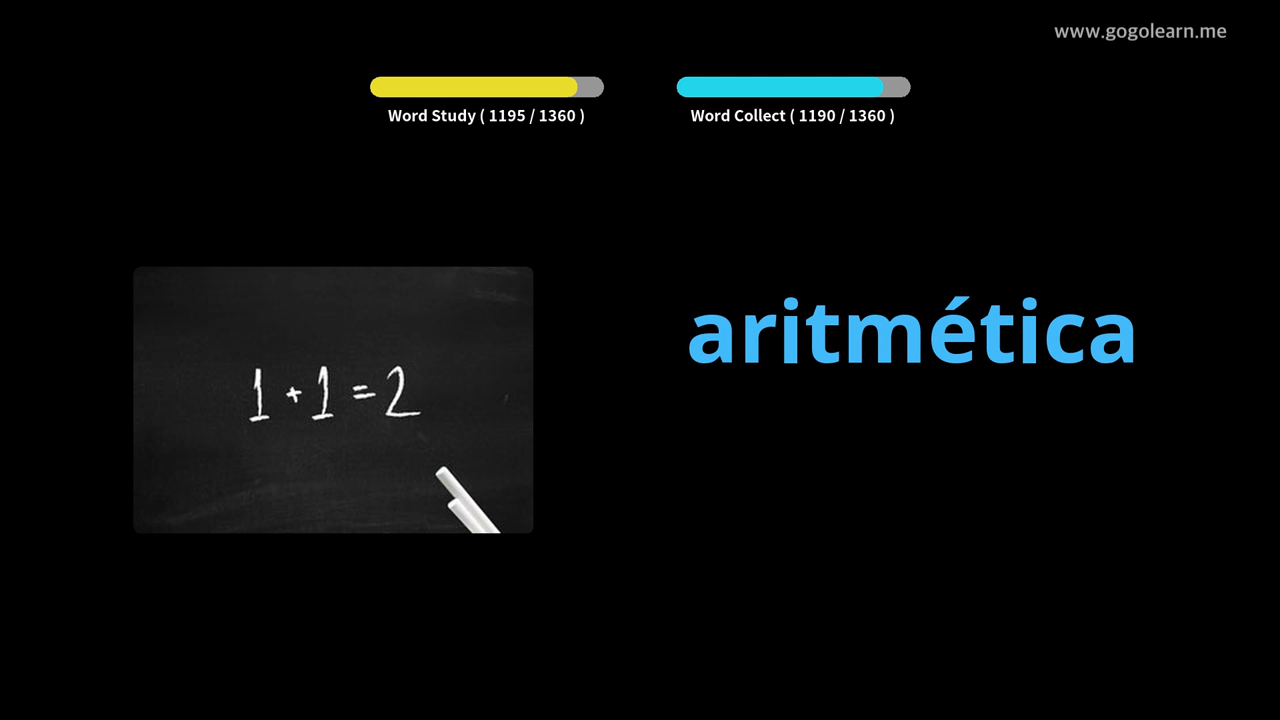 www.gogolearn.me
Word Study ( 1195 / 1360 )
Word Collect ( 1190 / 1360 )
aritmética
1 + 1 = 2